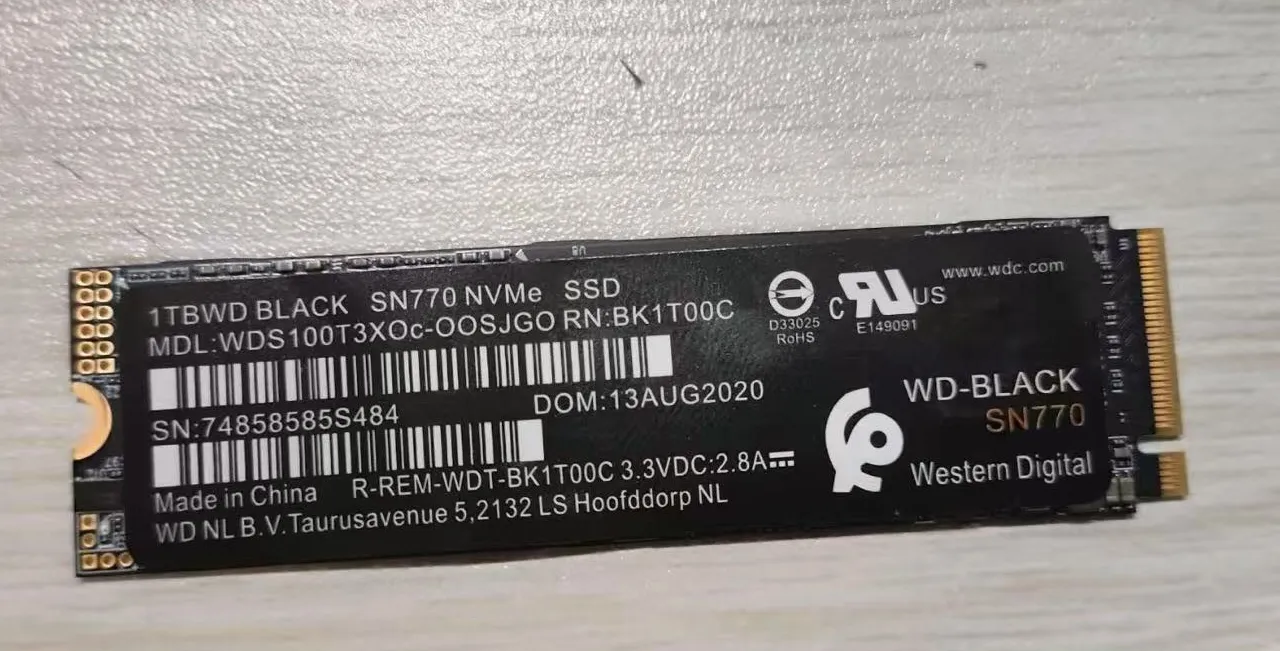 1TBWD BLACK SN770 NVMe SSD
MDL:WDS100T3XOc-OOSJGO RN:BK1T00C
SN:74858585S484
DOM:13AUG2020
Made in China R-REM-WDT-BK1T00C 3.3VDC:2.8A
WD NL B.V.Taurusavenue 5,2132 LS Hoofddorp NL
D33025
RoHS
c RU US
E149091
www.wdc.com
WD-BLACK
SN770
Western Digital
U8